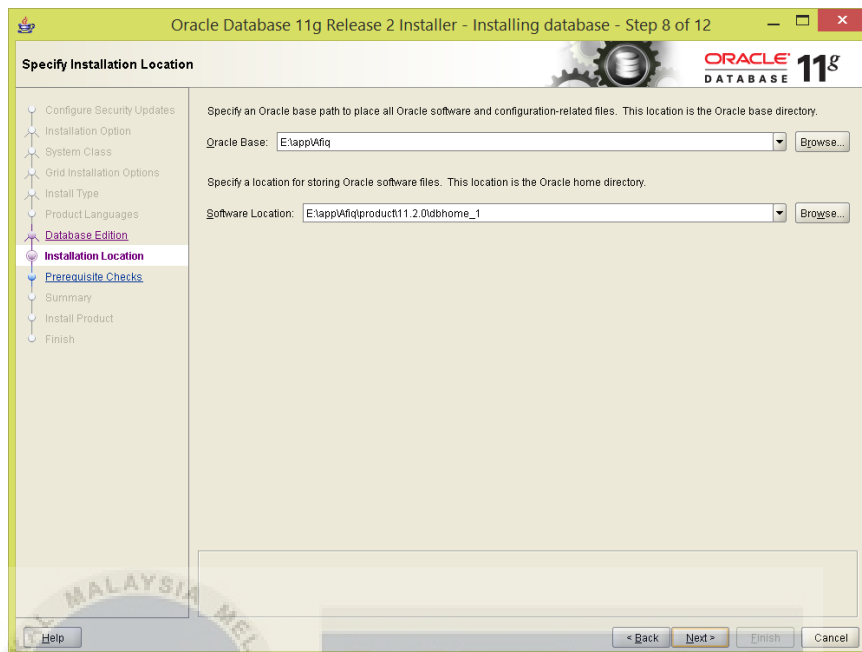 Oracle Database 11g Release 2 Installer - Installing database - Step 8 of 12
Specify Installation Location
ORACLE 11g
DATABASE
Configure Security Updates
Installation Option
System Class
Grid Installation Options
Install Type
Product Languages
Database Edition
Installation Location
Prerequisite Checks
Summary
Install Product
Finish
Specify an Oracle base path to place all Oracle software and configuration-related files. This location is the Oracle base directory.
Oracle Base: E:\app\Afiq Browse...
Specify a location for storing Oracle software files. This location is the Oracle home directory.
Software Location: E:\app\Afiq\product\11.2.0\dbhome_1 Browse...
MALAYSIA
Help < Back Next > Finish Cancel